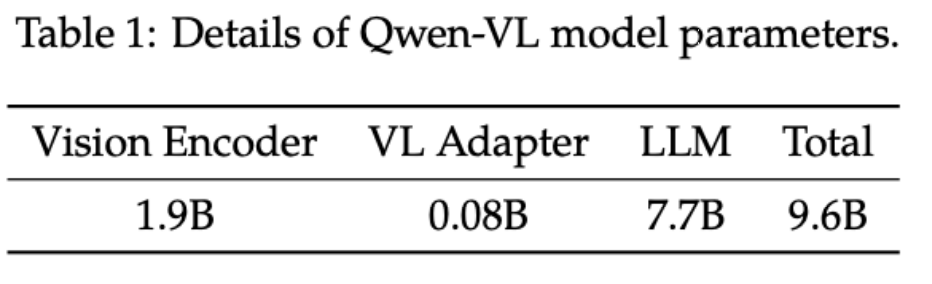 Table 1: Details of Qwen-VL model parameters.
Vision Encoder VL Adapter LLM Total
1.9B 0.08B 7.7B 9.6B